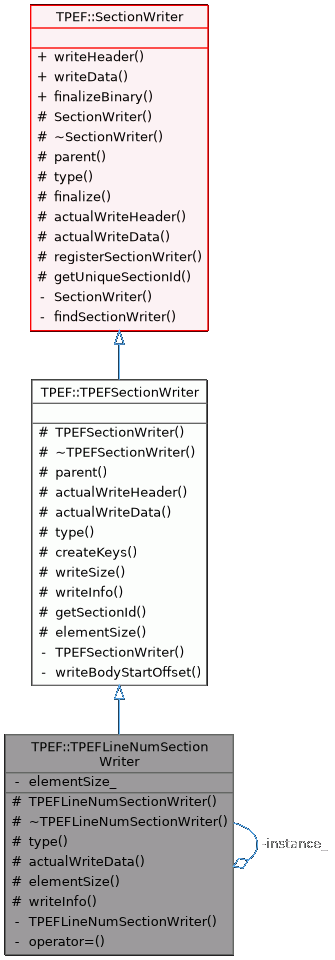 TPEF::SectionWriter
+ writeHeader()
+ writeData()
+ finalizeBinary()
# SectionWriter()
# ~SectionWriter()
# parent()
# type()
# finalize()
# actualWriteHeader()
# actualWriteData()
# registerSectionWriter()
# getUniqueSectionId()
- SectionWriter()
- findSectionWriter()
TPEF::TPEFSectionWriter
# TPEFSectionWriter()
# ~TPEFSectionWriter()
# parent()
# actualWriteHeader()
# actualWriteData()
# type()
# createKeys()
# writeSize()
# writeInfo()
# getSectionId()
# elementSize()
- TPEFSectionWriter()
- writeBodyStartOffset()
TPEF::TPEFLineNumSection
Writer
- elementSize_
# TPEFLineNumSectionWriter()
# ~TPEFLineNumSectionWriter()
# type()
# actualWriteData()
# elementSize()
# writeInfo()
- TPEFLineNumSectionWriter()
- operator=()
-instance_